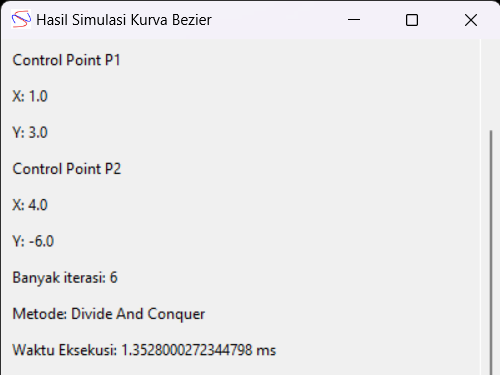 Hasil Simulasi Kurva Bezier
Control Point P1
X: 1.0
Y: 3.0
Control Point P2
X: 4.0
Y: -6.0
Banyak iterasi: 6
Metode: Divide And Conquer
Waktu Eksekusi: 1.3528000272344798 ms